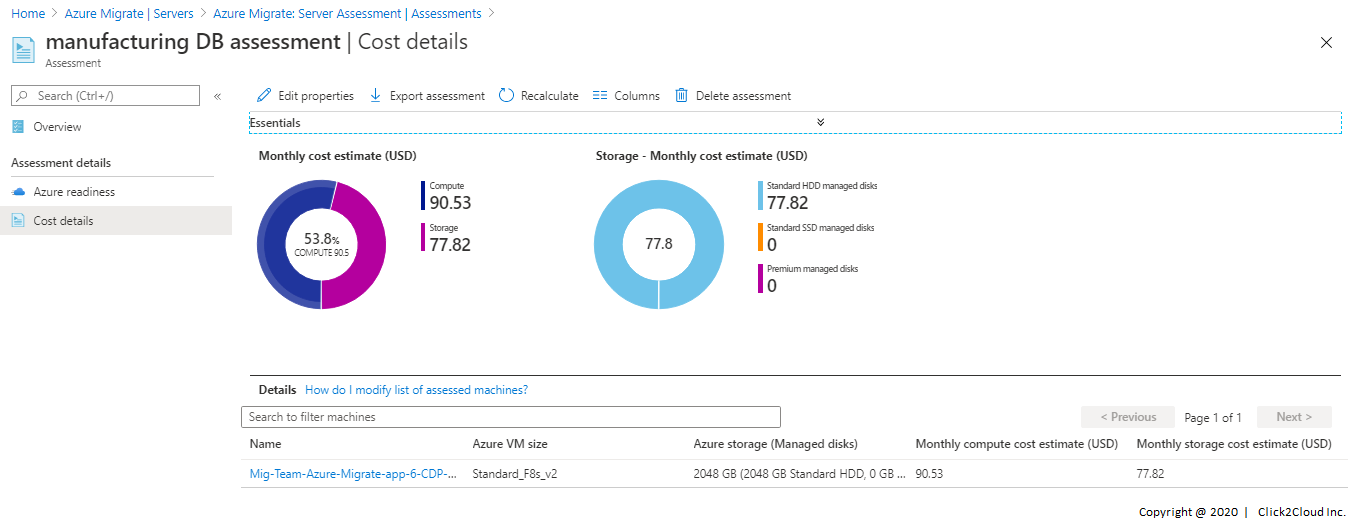 Home > Azure Migrate | Servers > Azure Migrate: Server Assessment | Assessments >
manufacturing DB assessment | Cost details
Assessment
Search (Ctrl+/) «
Edit properties Export assessment Recalculate Columns Delete assessment
Overview
Assessment details
Azure readiness
Cost details
Essentials
Monthly cost estimate (USD)
53.8%
COMPUTE 90.5
Compute
90.53
Storage
77.82
Storage - Monthly cost estimate (USD)
77.8
Standard HDD managed disks
77.82
Standard SSD managed disks
0
Premium managed disks
0
Details How do I modify list of assessed machines?
Search to filter machines
< Previous Page 1 of 1 Next >
Name Azure VM size Azure storage (Managed disks) Monthly compute cost estimate (USD) Monthly storage cost estimate (USD)
Mig-Team-Azure-Migrate-app-6-CDP-... Standard_F8s_v2 2048 GB (2048 GB Standard HDD, 0 GB ... 90.53 77.82
Copyright @ 2020 | Click2Cloud Inc.